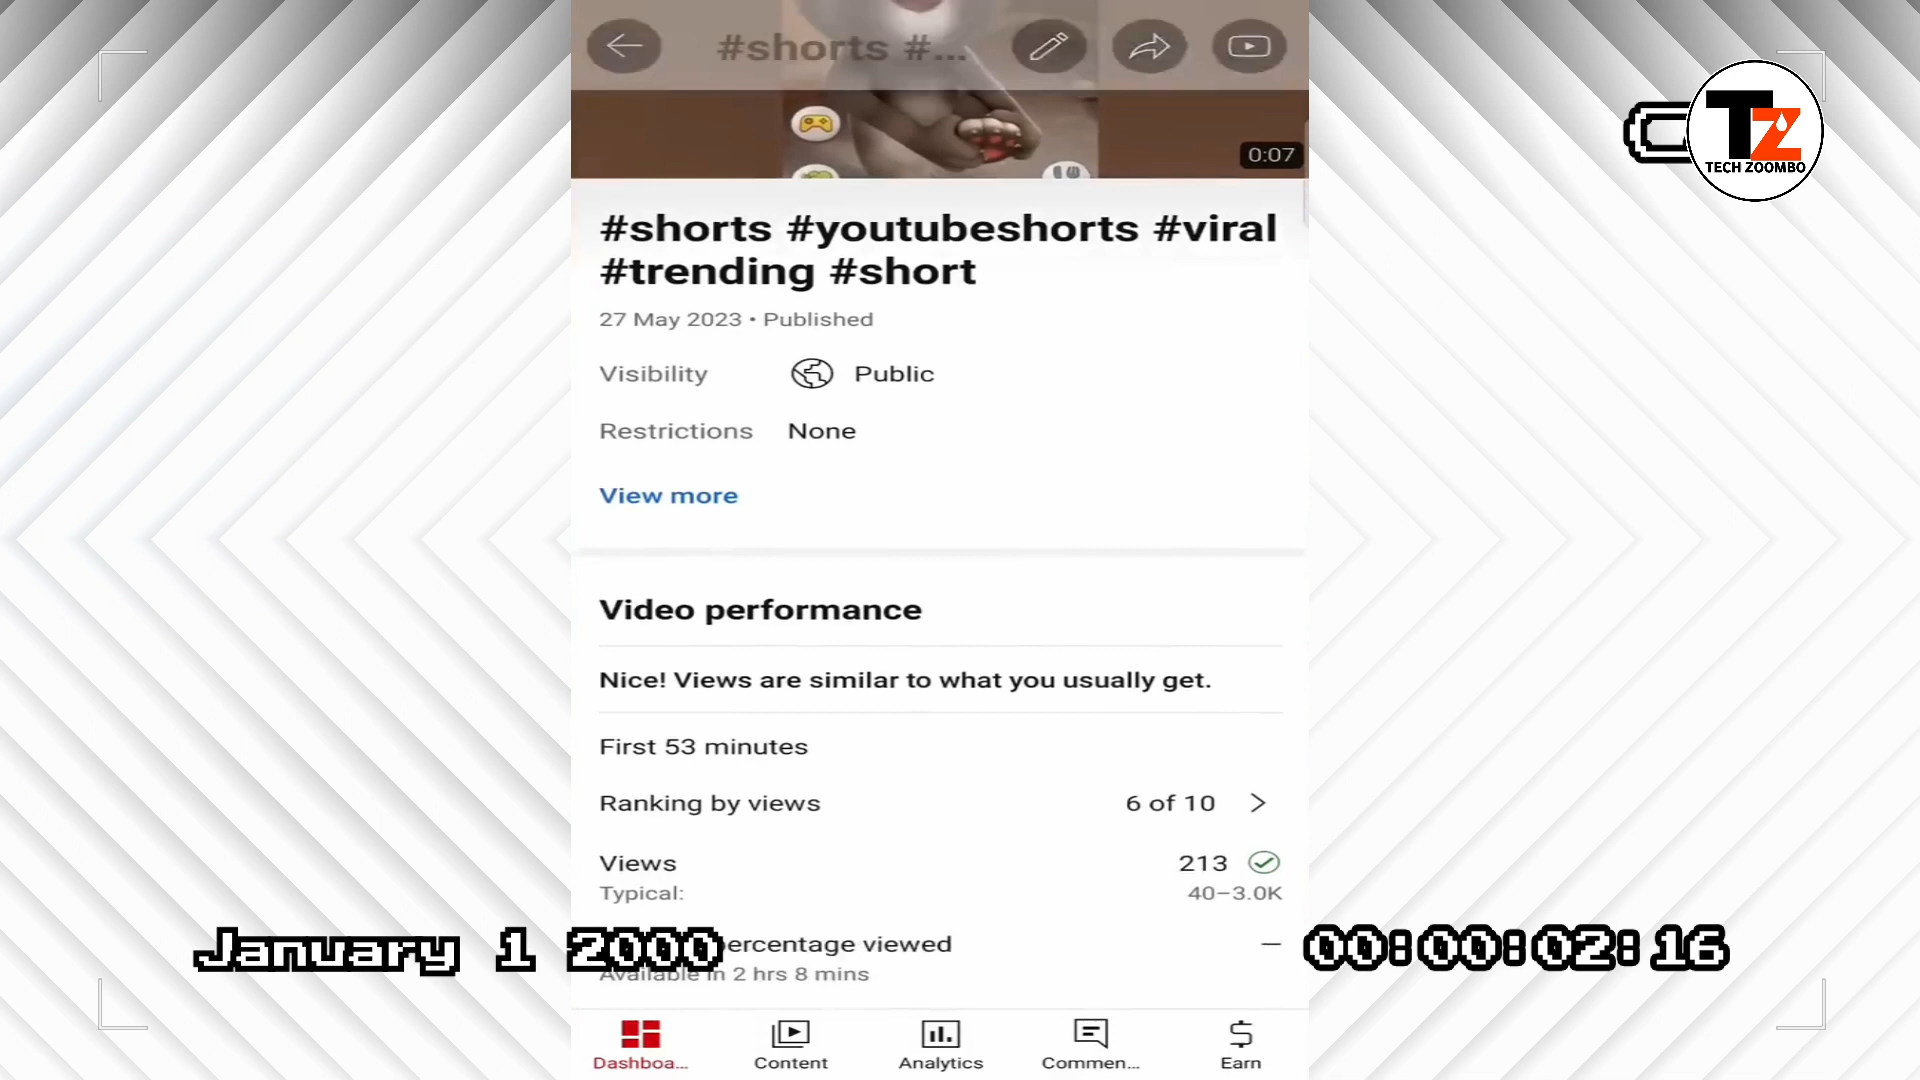 #shorts #...
0:07
TZ
TECH ZOOMBO
#shorts #youtubeshorts #viral
#trending #short
27 May 2023 • Published
Visibility Public
Restrictions None
View more
Video performance
Nice! Views are similar to what you usually get.
First 53 minutes
Ranking by views 6 of 10
Views 213
Typical: 40–3.0K
percentage viewed –
Available in 2 hrs 8 mins
January 1 2000
00:00:02:16
Dashboa... Content Analytics Commen... Earn